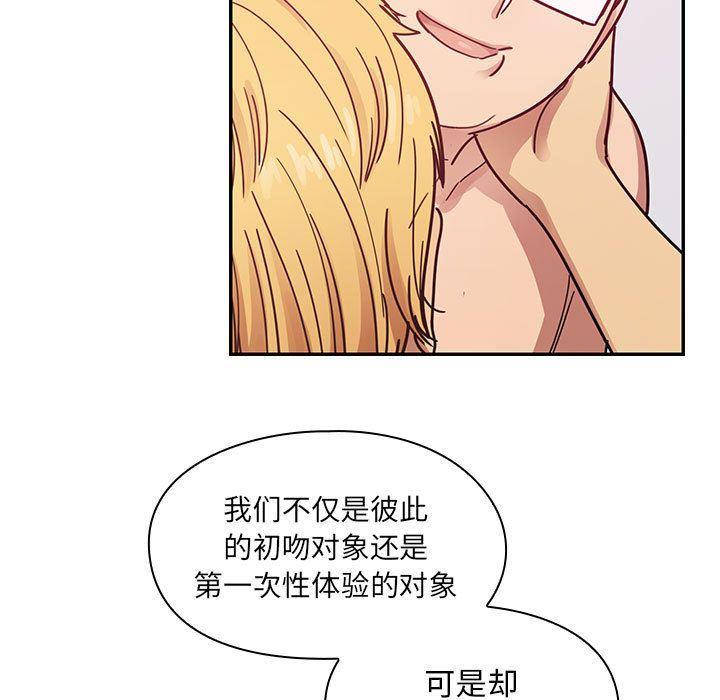 我们不仅是彼此
的初吻对象还是
第一次性体验的对象
可是却